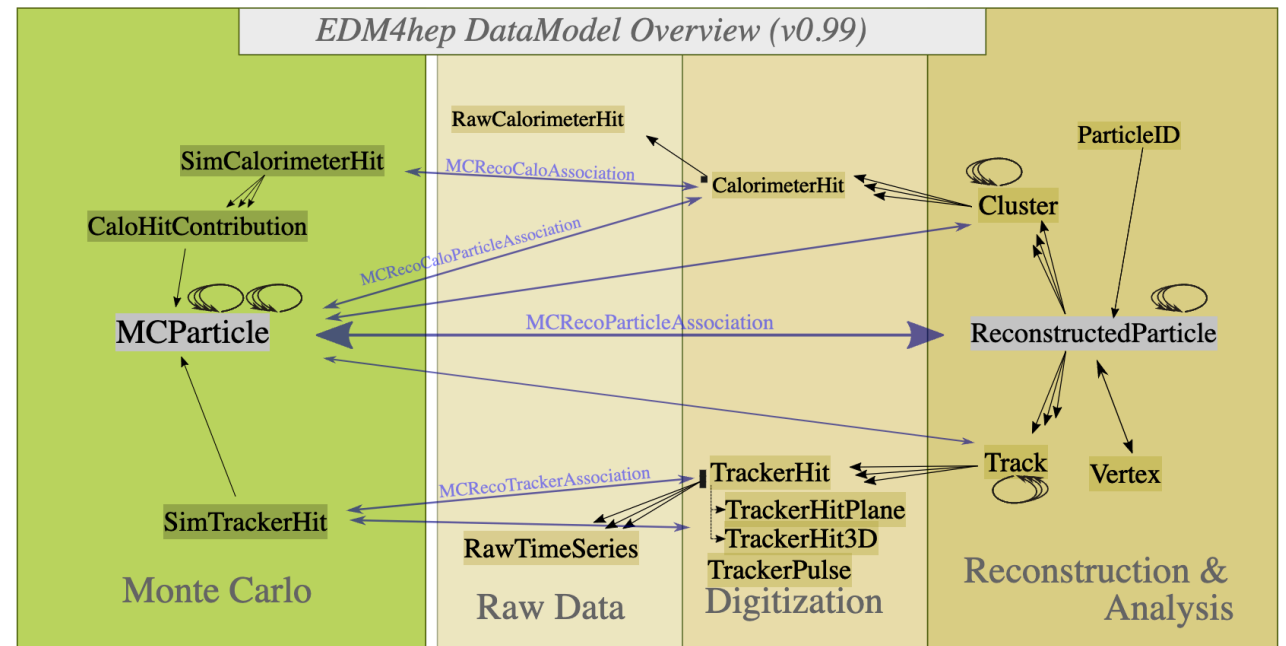 EDM4hep DataModel Overview (v0.99)
RawCalorimeterHit
ParticleID
SimCalorimeterHit
MCRecoCaloAssociation
CalorimeterHit
Cluster
CaloHitContribution
MCRecoCaloParticleAssociation
MCParticle
MCRecoParticleAssociation
ReconstructedParticle
Track
Vertex
MCRecoTrackerAssociation
TrackerHit
TrackerHitPlane
SimTrackerHit
TrackerHit3D
RawTimeSeries
TrackerPulse
Monte Carlo
Raw Data
Digitization
Reconstruction &
Analysis